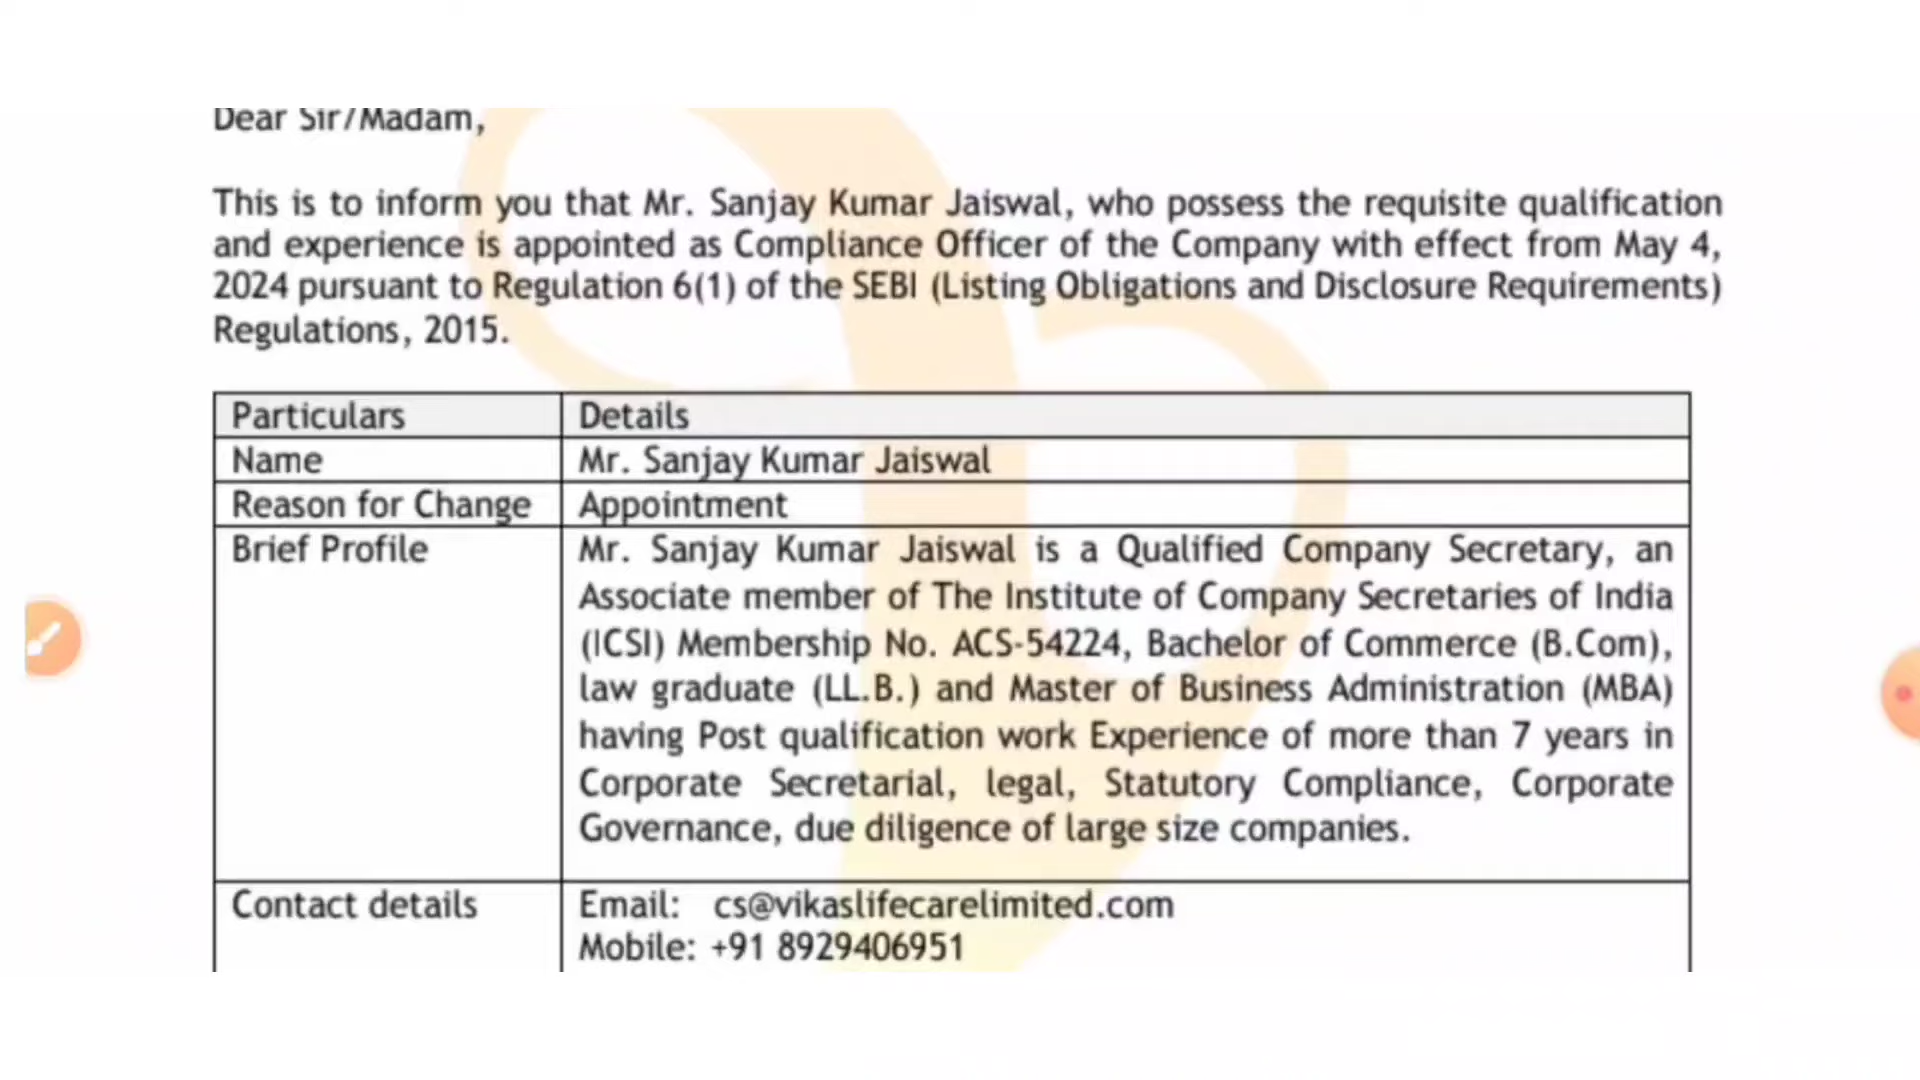 Dear Sir/Madam,
This is to inform you that Mr. Sanjay Kumar Jaiswal, who possess the requisite qualification
and experience is appointed as Compliance Officer of the Company with effect from May 4,
2024 pursuant to Regulation 6(1) of the SEBI (Listing Obligations and Disclosure Requirements)
Regulations, 2015.
Particulars Details
Name Mr. Sanjay Kumar Jaiswal
Reason for Change Appointment
Brief Profile Mr. Sanjay Kumar Jaiswal is a Qualified Company Secretary, an
Associate member of The Institute of Company Secretaries of India
(ICSI) Membership No. ACS-54224, Bachelor of Commerce (B.Com),
law graduate (LL.B.) and Master of Business Administration (MBA)
having Post qualification work Experience of more than 7 years in
Corporate Secretarial, legal, Statutory Compliance, Corporate
Governance, due diligence of large size companies.
Contact details Email: cs@vikaslifecarelimited.com
Mobile: +91 8929406951